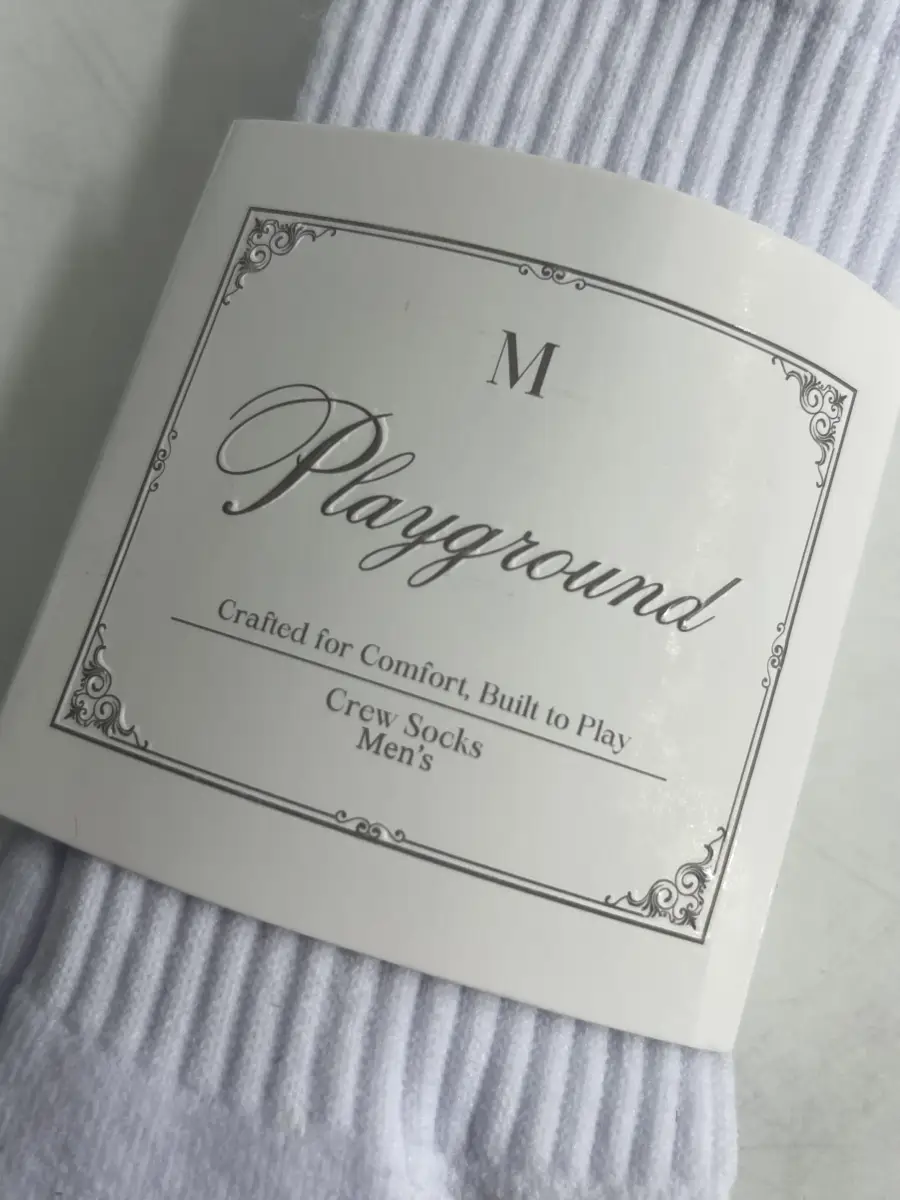 M
Playground
Crafted for Comfort, Built to Play
Crew Socks
Men's